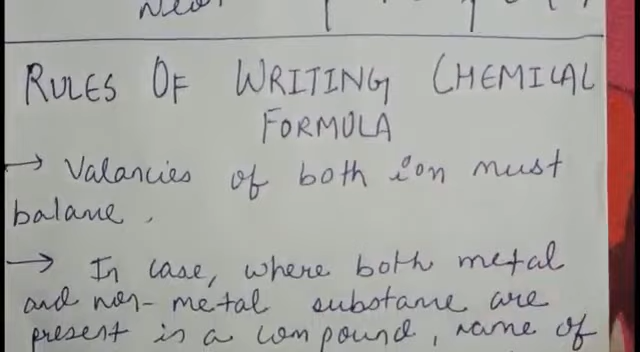 RULES OF WRITING CHEMICAL
FORMULA
→ Valancies of both ion must
balane.
→ In case, where both metal
and non-metal substane are
present is a compound, name of